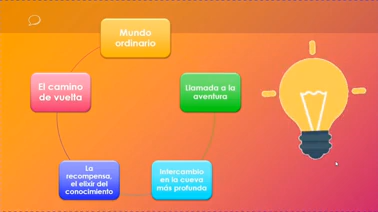 Mundo
ordinario
Llamada a la
aventura
Intercambio
en la cueva
más profunda
La
recompensa,
el elixir del
conocimiento
El camino
de vuelta